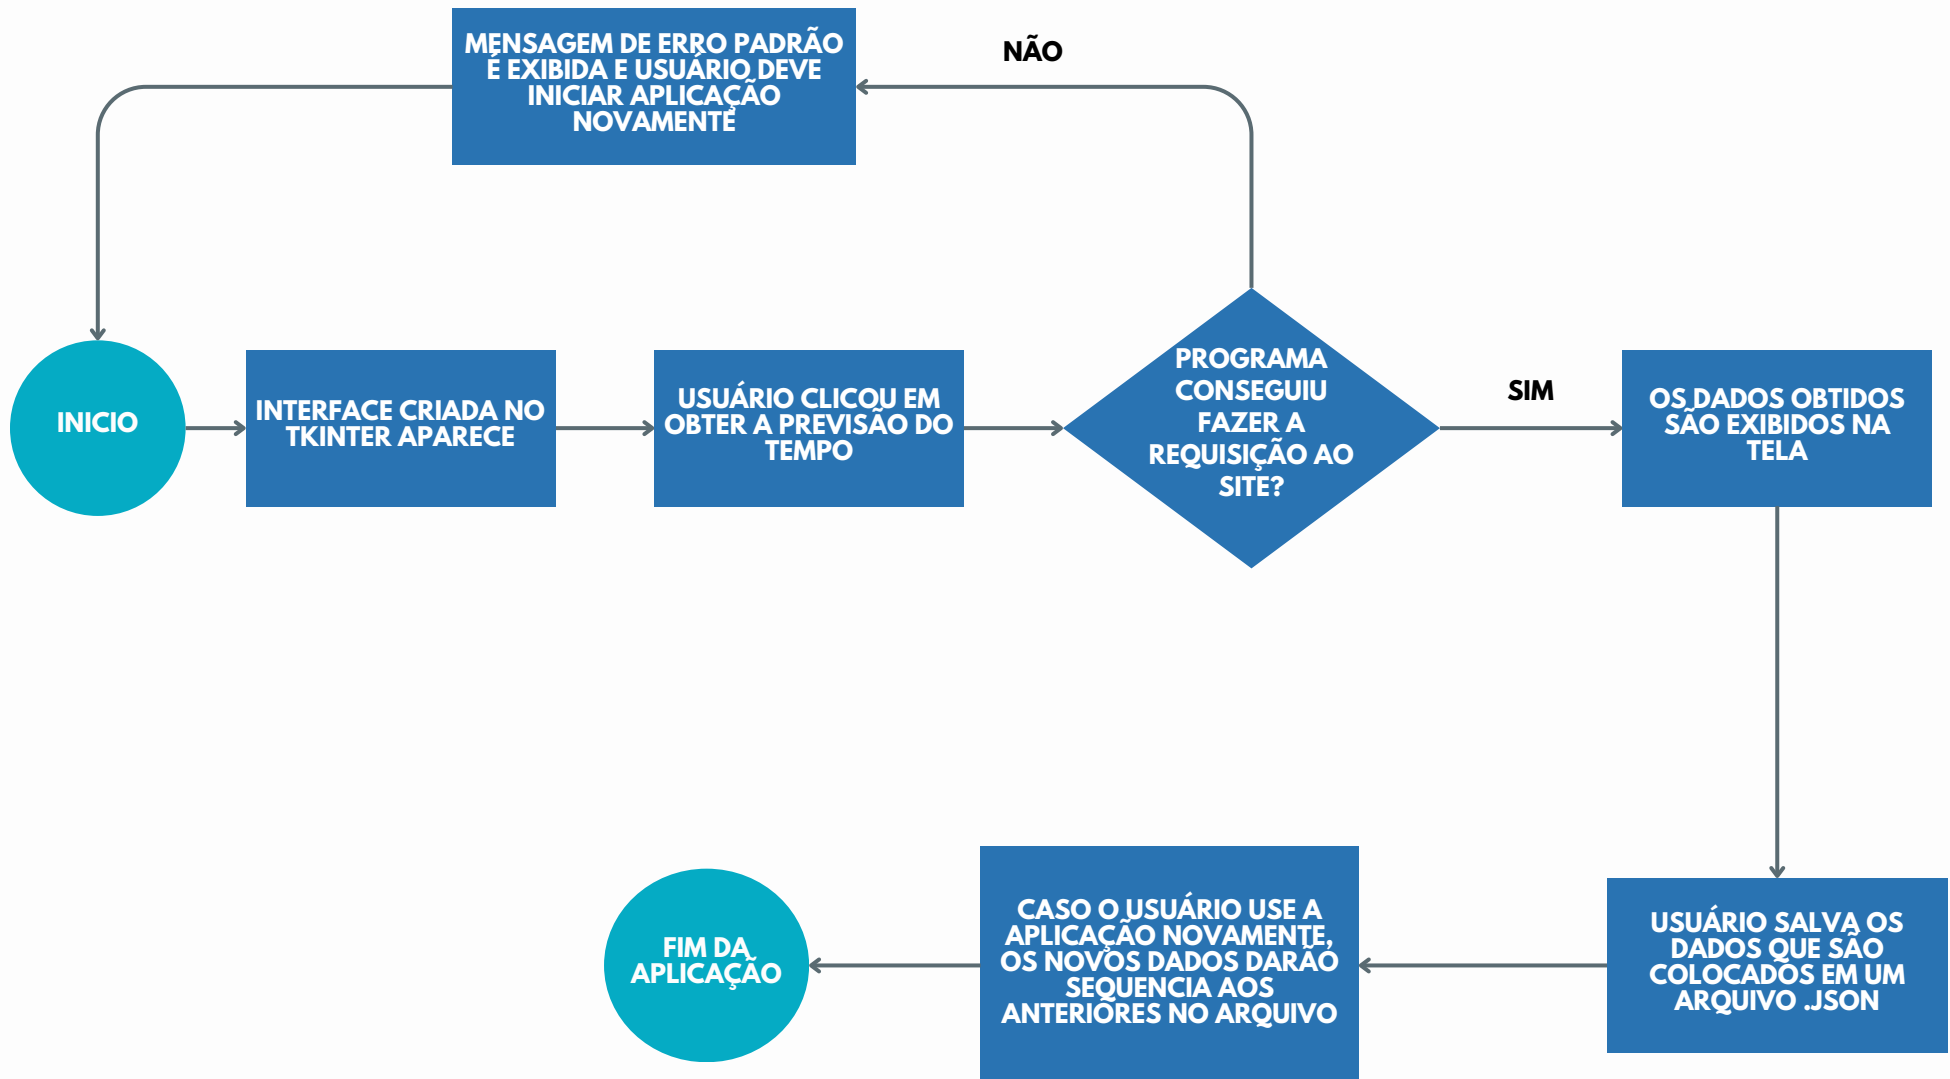 MENSAGEM DE ERRO PADRÃO
É EXIBIDA E USUÁRIO DEVE
INICIAR APLICAÇÃO
NOVAMENTE
NÃO
INICIO
INTERFACE CRIADA NO
TKINTER APARECE
USUÁRIO CLICOU EM
OBTER A PREVISÃO DO
TEMPO
PROGRAMA
CONSEGUIU
FAZER A
REQUISIÇÃO AO
SITE?
SIM
OS DADOS OBTIDOS
SÃO EXIBIDOS NA
TELA
USUÁRIO SALVA OS
DADOS QUE SÃO
COLOCADOS EM UM
ARQUIVO .JSON
CASO O USUÁRIO USE A
APLICAÇÃO NOVAMENTE,
OS NOVOS DADOS DARÃO
SEQUENCIA AOS
ANTERIORES NO ARQUIVO
FIM DA
APLICAÇÃO